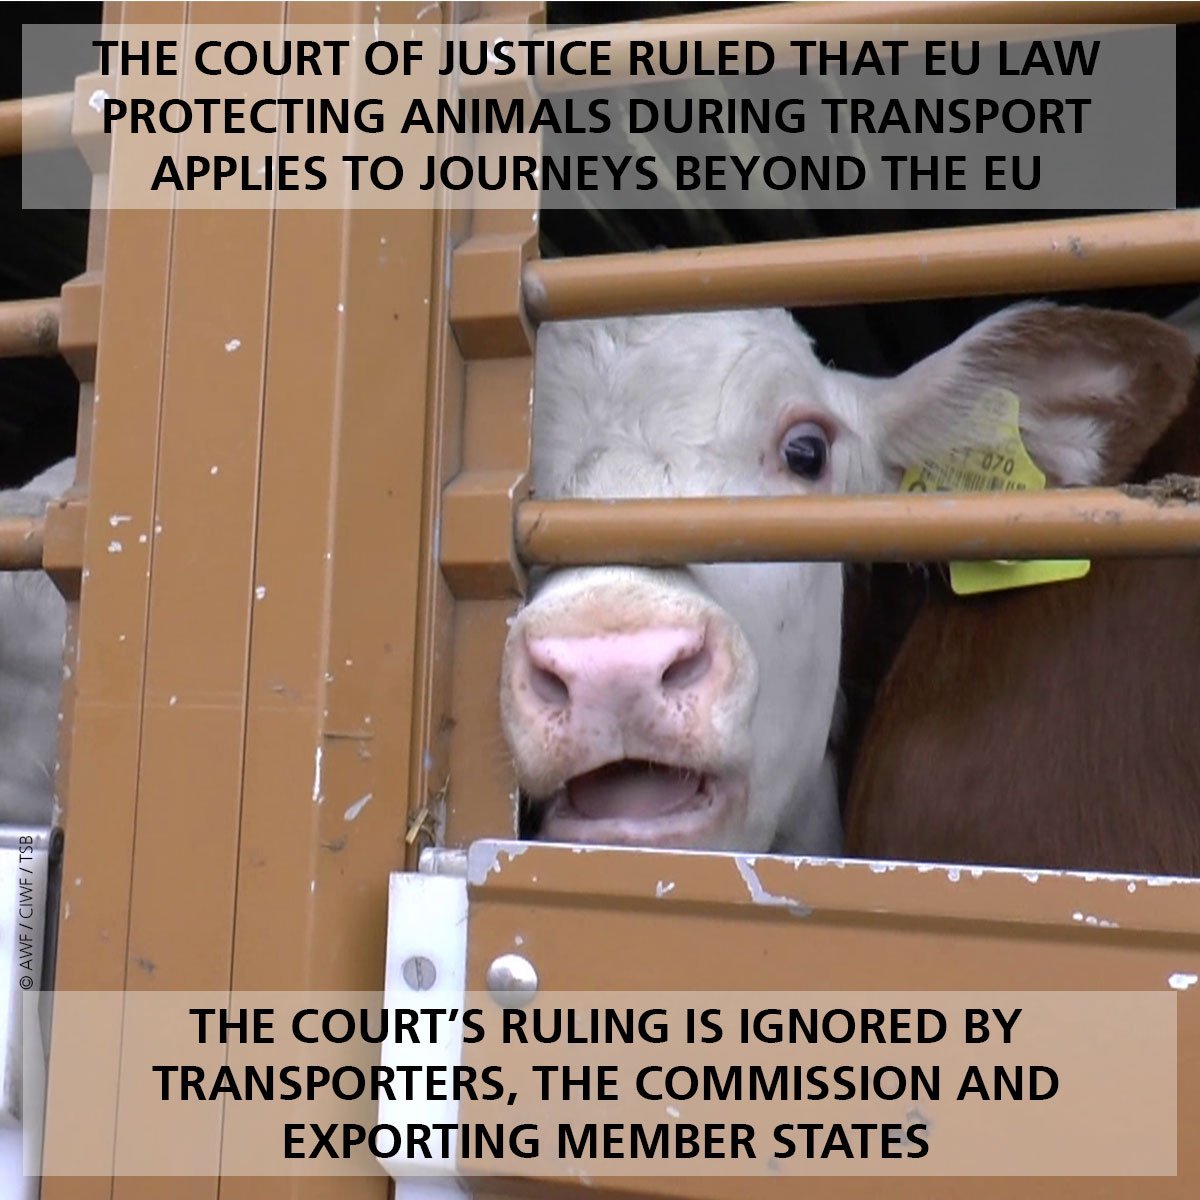 THE COURT OF JUSTICE RULED THAT EU LAW
PROTECTING ANIMALS DURING TRANSPORT
APPLIES TO JOURNEYS BEYOND THE EU
070
© AWF / CIWF / TSB
THE COURT'S RULING IS IGNORED BY
TRANSPORTERS, THE COMMISSION AND
EXPORTING MEMBER STATES